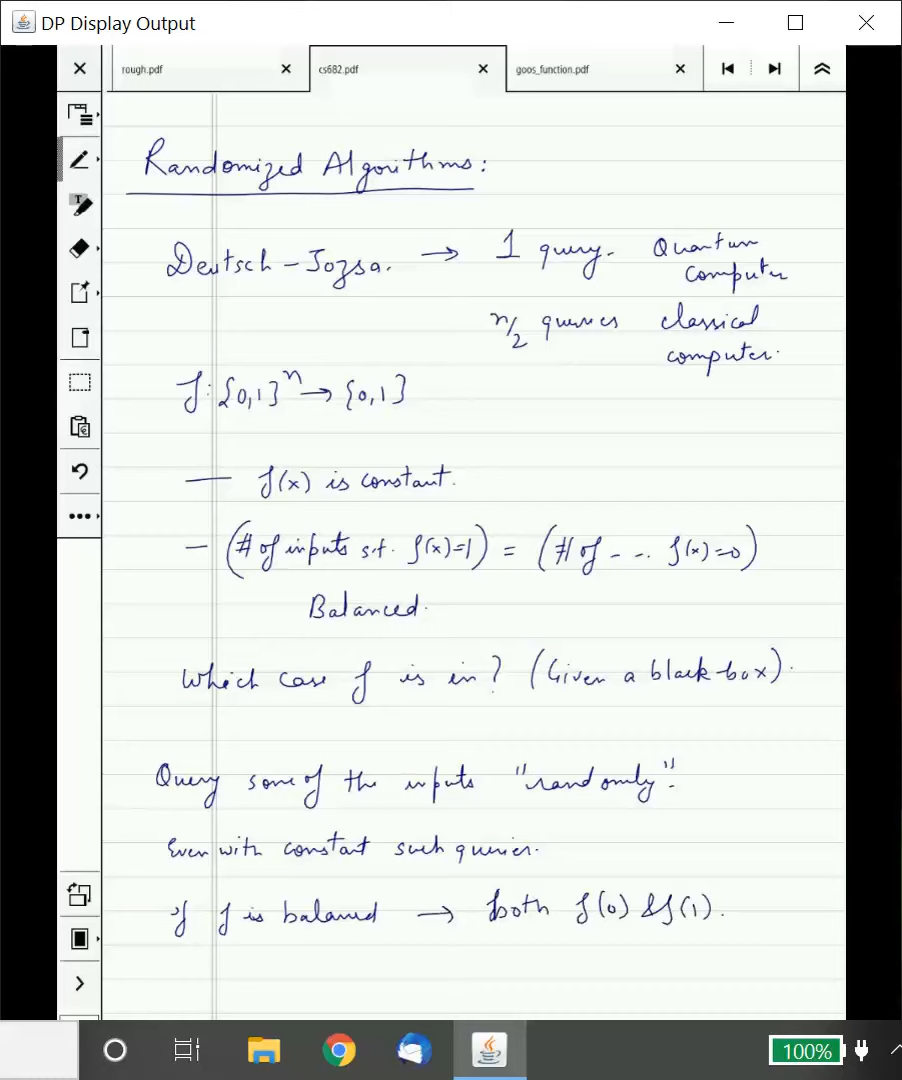 DP Display Output
rough.pdf
cs682.pdf
goos_function.pdf
Randomized Algorithms:
Deutsch-Jozsa. → 1 query. Quantum
computer
n/2 queries classical
computer.
f: {0,1}ⁿ → {0,1}
— f(x) is constant.
— (# of inputs s.t. f(x)=1) = (# of - -. f(x)=0)
Balanced.
Which case f is in? (Given a black-box).
Query some of the inputs "randomly".
Even with constant such queries.
if f is balanced → both f(0) & f(1).
100%